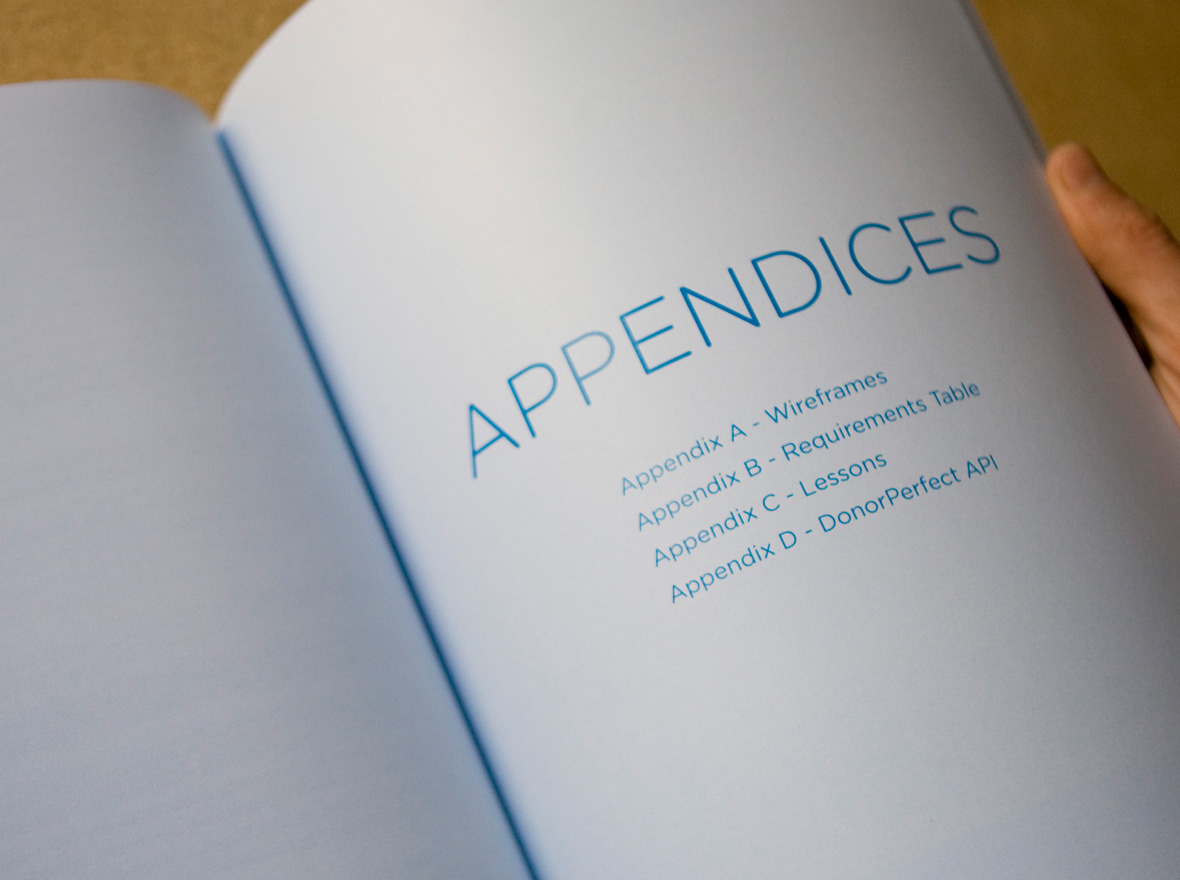 APPENDICES
Appendix A - Wireframes
Appendix B - Requirements Table
Appendix C - Lessons
Appendix D - DonorPerfect API